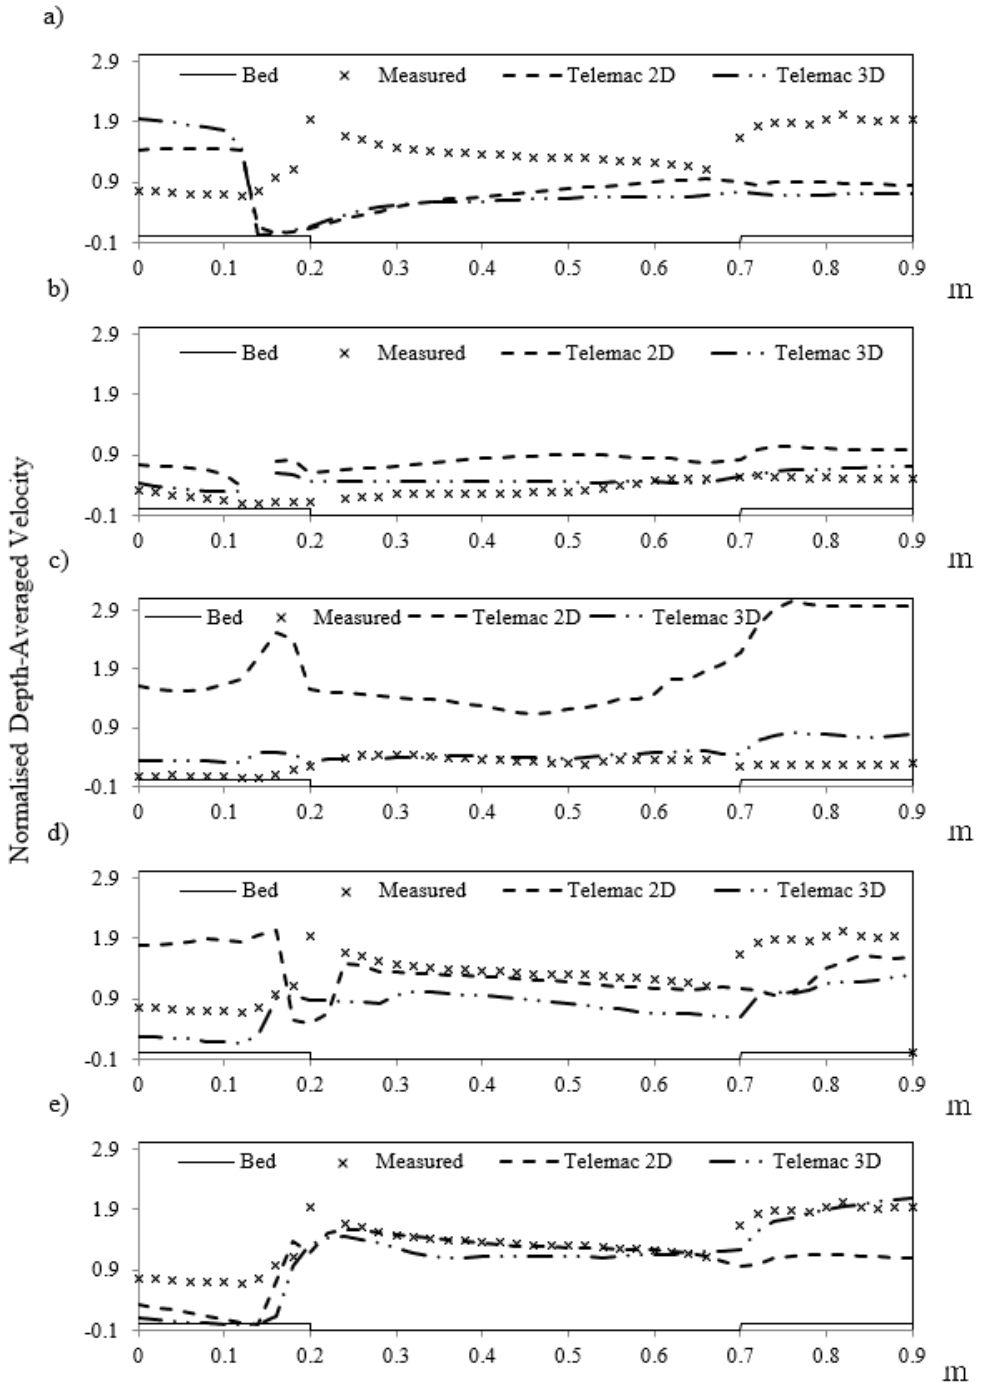 a)
2.9
Bed × Measured Telemac 2D Telemac 3D
1.9
0.9
-0.1
0 0.1 0.2 0.3 0.4 0.5 0.6 0.7 0.8 0.9
m
b)
2.9
Bed × Measured Telemac 2D Telemac 3D
1.9
0.9
-0.1
0 0.1 0.2 0.3 0.4 0.5 0.6 0.7 0.8 0.9
m
Normalised Depth-Averaged Velocity
c)
2.9
Bed × Measured Telemac 2D Telemac 3D
1.9
0.9
-0.1
0 0.1 0.2 0.3 0.4 0.5 0.6 0.7 0.8 0.9
m
d)
2.9
Bed × Measured Telemac 2D Telemac 3D
1.9
0.9
-0.1
0 0.1 0.2 0.3 0.4 0.5 0.6 0.7 0.8 0.9
m
e)
2.9
Bed × Measured Telemac 2D Telemac 3D
1.9
0.9
-0.1
0 0.1 0.2 0.3 0.4 0.5 0.6 0.7 0.8 0.9
m